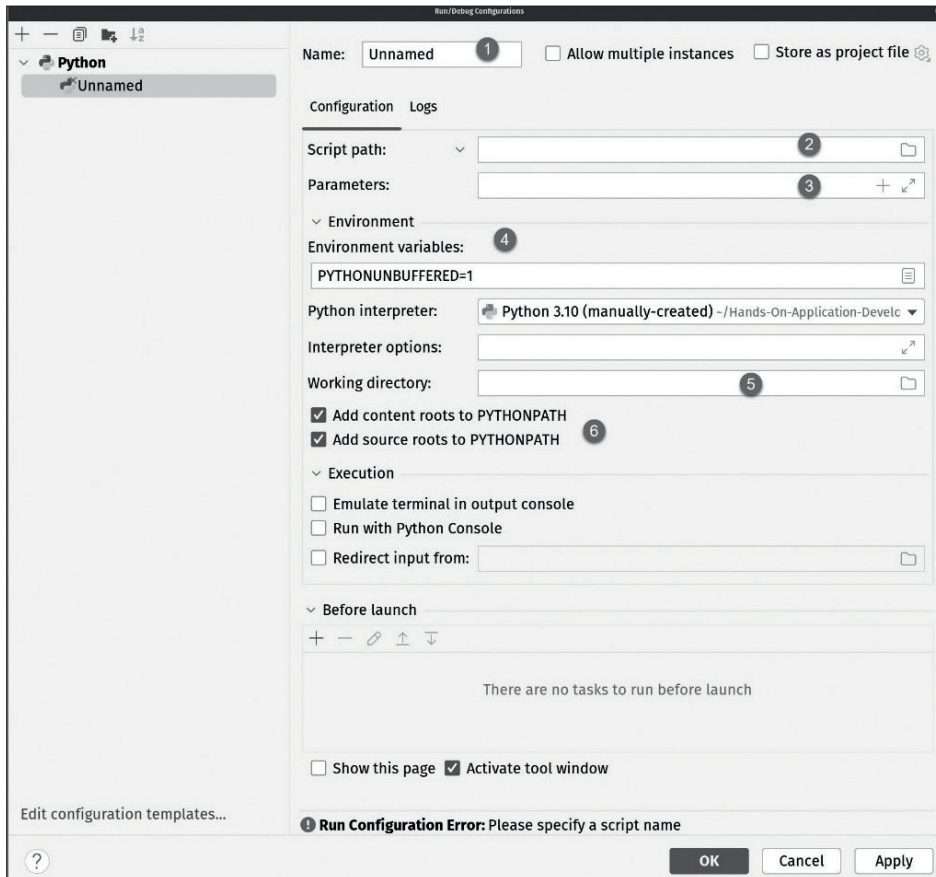 Run/Debug Configurations
Python
Unnamed
Edit configuration templates...
Name: Unnamed 1 Allow multiple instances Store as project file
Configuration Logs
Script path: 2
Parameters: 3
Environment
Environment variables: 4
PYTHONUNBUFFERED=1
Python interpreter: Python 3.10 (manually-created) ~/Hands-On-Application-Develc
Interpreter options:
Working directory: 5
Add content roots to PYTHONPATH
Add source roots to PYTHONPATH 6
Execution
Emulate terminal in output console
Run with Python Console
Redirect input from:
Before launch
There are no tasks to run before launch
Show this page Activate tool window
Run Configuration Error: Please specify a script name
? OK Cancel Apply